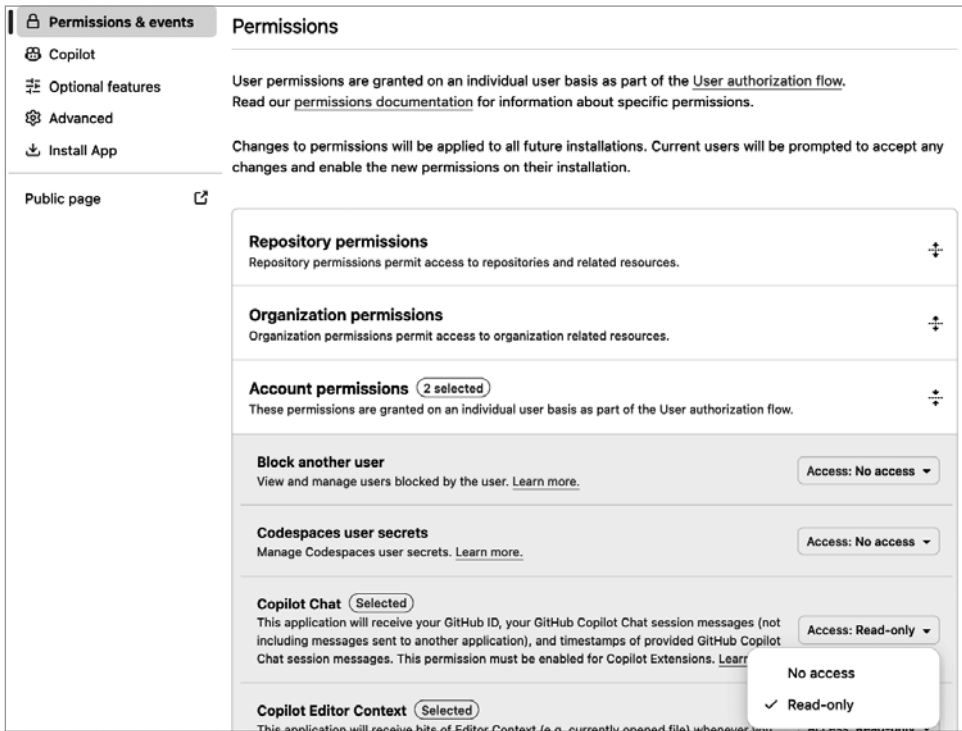 Permissions & events
Copilot
Optional features
Advanced
Install App
Public page
Permissions
User permissions are granted on an individual user basis as part of the User authorization flow.
Read our permissions documentation for information about specific permissions.
Changes to permissions will be applied to all future installations. Current users will be prompted to accept any
changes and enable the new permissions on their installation.
Repository permissions
Repository permissions permit access to repositories and related resources.
Organization permissions
Organization permissions permit access to organization related resources.
Account permissions 2 selected
These permissions are granted on an individual user basis as part of the User authorization flow.
Block another user
View and manage users blocked by the user. Learn more.
Access: No access
Codespaces user secrets
Manage Codespaces user secrets. Learn more.
Access: No access
Copilot Chat Selected
This application will receive your GitHub ID, your GitHub Copilot Chat session messages (not
including messages sent to another application), and timestamps of provided GitHub Copilot
Chat session messages. This permission must be enabled for Copilot Extensions. Lear
Access: Read-only
No access
Read-only
Copilot Editor Context Selected
This application will receive bits of Editor Context (e.g. currently opened file) whenever you
Access: Read-only